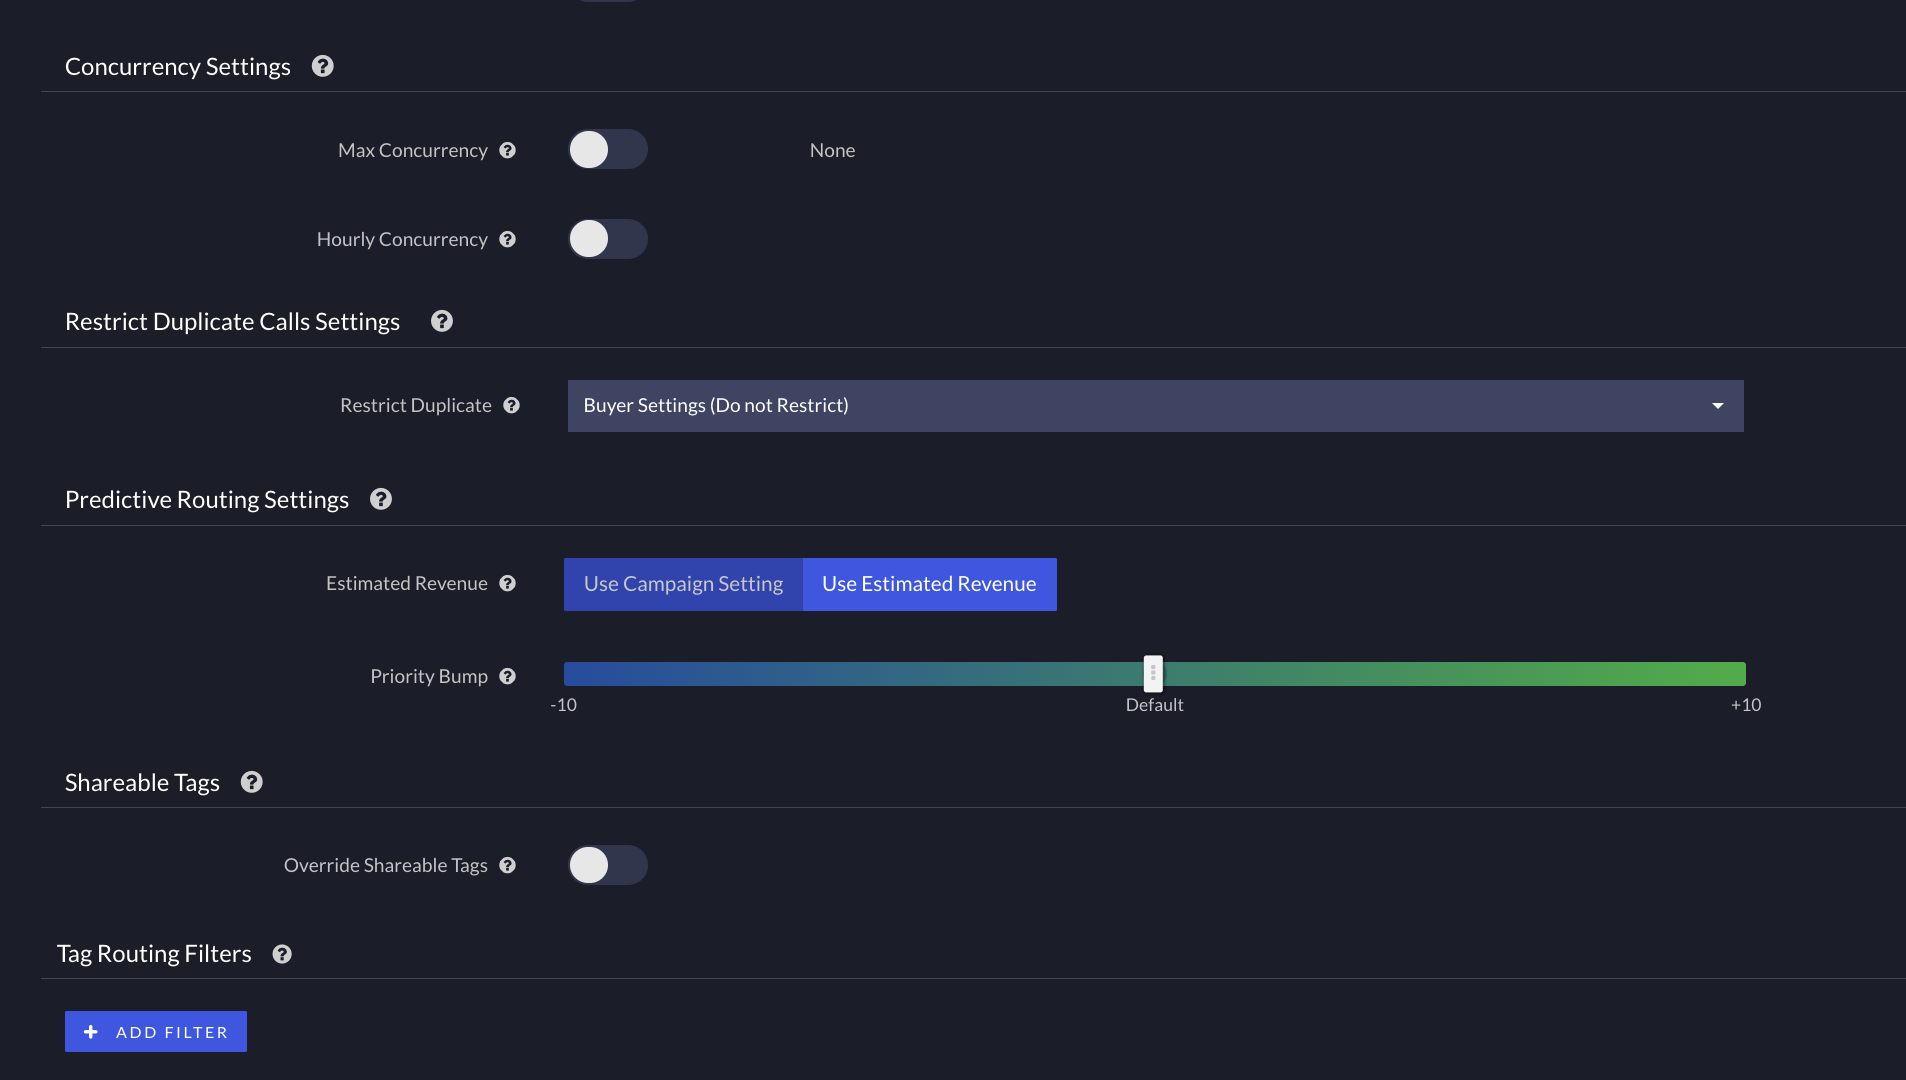 Concurrency Settings
Max Concurrency
None
Hourly Concurrency
Restrict Duplicate Calls Settings
Restrict Duplicate
Buyer Settings (Do not Restrict)
Predictive Routing Settings
Estimated Revenue
Use Campaign Setting
Use Estimated Revenue
Priority Bump
-10
Default
+10
Shareable Tags
Override Shareable Tags
Tag Routing Filters
+ ADD FILTER